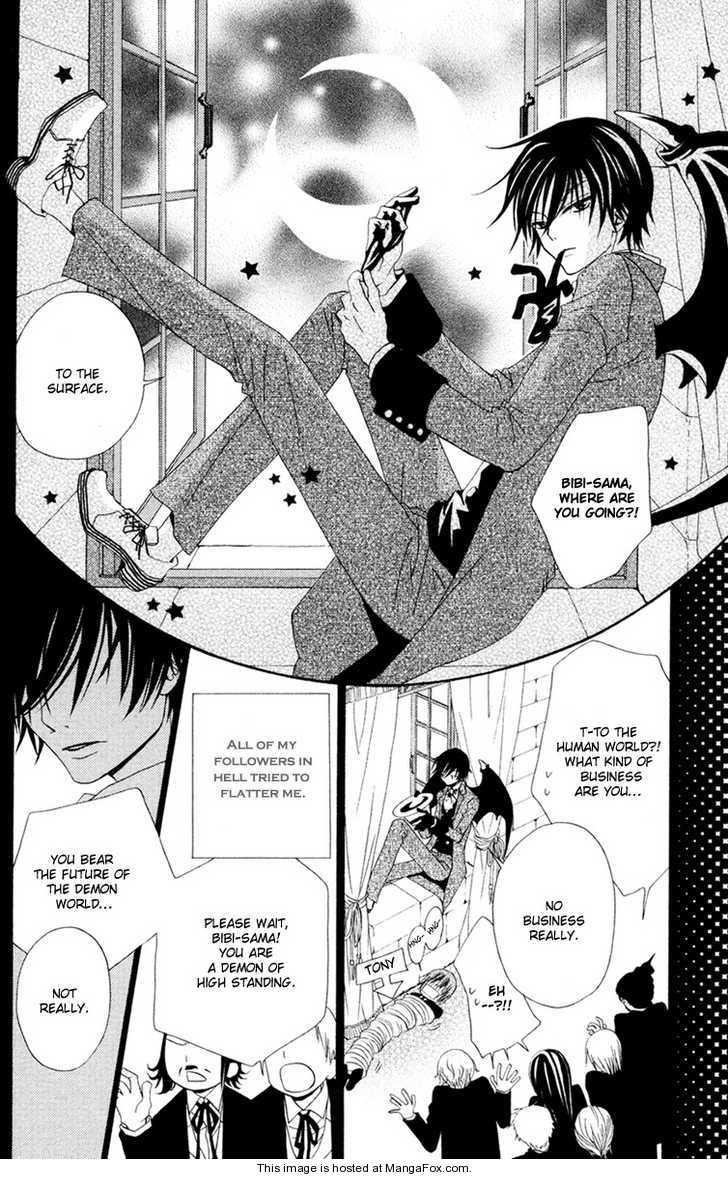 BIBI-SAMA,
WHERE ARE
YOU GOING?!
TO THE
SURFACE.
T-TO THE
HUMAN WORLD?!
WHAT KIND OF
BUSINESS
ARE YOU...
NO
BUSINESS
REALLY.
EH
--?!!
HNG-
HNG-
TONY
ALL OF MY
FOLLOWERS IN
HELL TRIED TO
FLATTER ME.
PLEASE WAIT,
BIBI-SAMA!
YOU ARE
A DEMON OF
HIGH STANDING.
YOU BEAR
THE FUTURE OF
THE DEMON
WORLD...
NOT
REALLY.
This image is hosted at MangaFox.com.